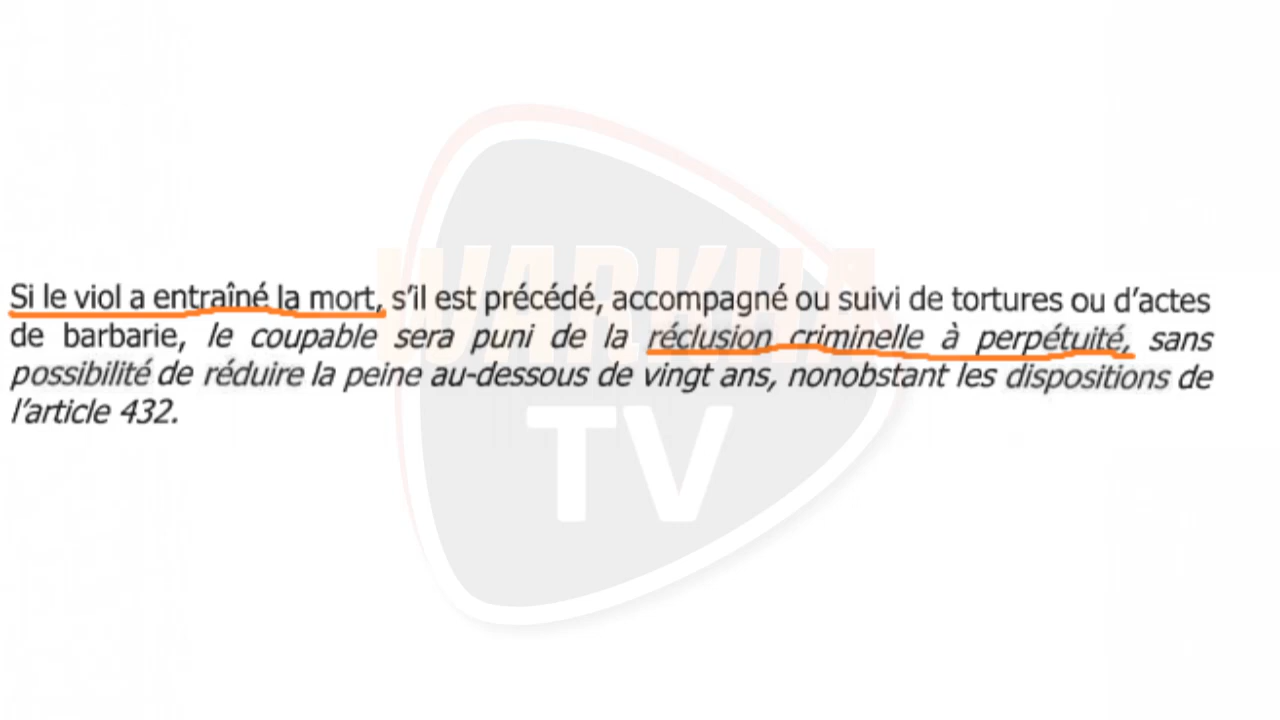 Si le viol a entraîné la mort, s'il est précédé, accompagné ou suivi de tortures ou d'actes
de barbarie, le coupable sera puni de la réclusion criminelle à perpétuité, sans
possibilité de réduire la peine au-dessous de vingt ans, nonobstant les dispositions de
l'article 432.
TV